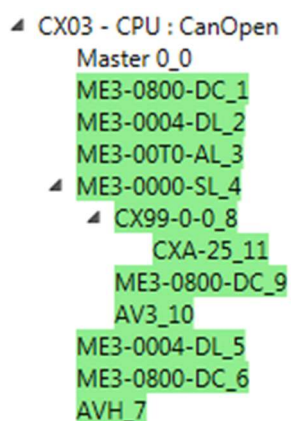 CX03 - CPU : CanOpen
Master 0_0
ME3-0800-DC_1
ME3-0004-DL_2
ME3-00T0-AL_3
ME3-0000-SL_4
CX99-0-0_8
CXA-25_11
ME3-0800-DC_9
AV3_10
ME3-0004-DL_5
ME3-0800-DC_6
AVH_7